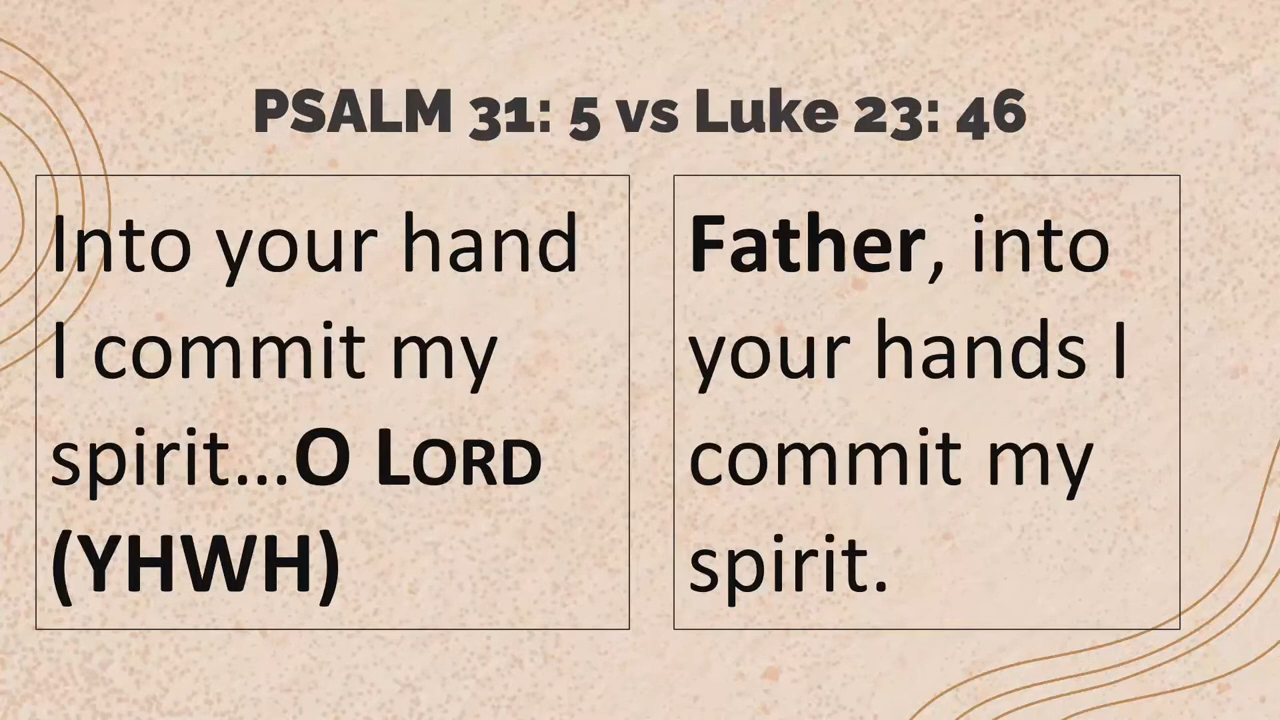 PSALM 31: 5 vs Luke 23: 46
Into your hand
I commit my
spirit...O LORD
(YHWH)
Father, into
your hands I
commit my
spirit.